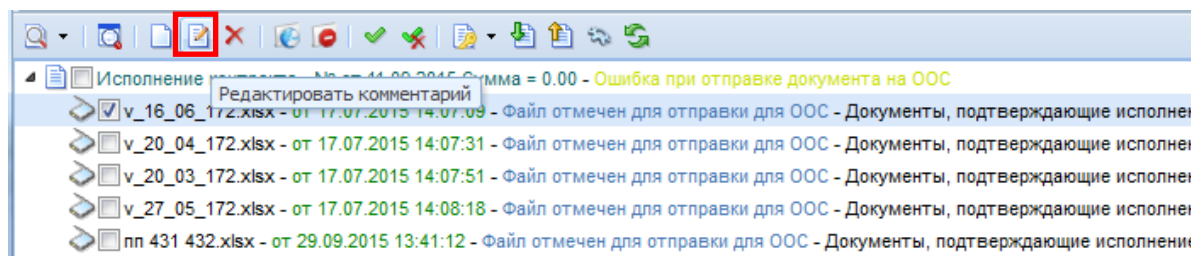 Исполнение контракта - № от 11.09.2015 Сумма = 0.00 - Ошибка при отправке документа на ООС
Редактировать комментарий
v_16_06_172.xlsx - от 17.07.2015 14:07:09 - Файл отмечен для отправки для ООС - Документы, подтверждающие исполнен
v_20_04_172.xlsx - от 17.07.2015 14:07:31 - Файл отмечен для отправки для ООС - Документы, подтверждающие исполнен
v_20_03_172.xlsx - от 17.07.2015 14:07:51 - Файл отмечен для отправки для ООС - Документы, подтверждающие исполнен
v_27_05_172.xlsx - от 17.07.2015 14:08:18 - Файл отмечен для отправки для ООС - Документы, подтверждающие исполнен
пп 431 432.xlsx - от 29.09.2015 13:41:12 - Файл отмечен для отправки для ООС - Документы, подтверждающие исполнение